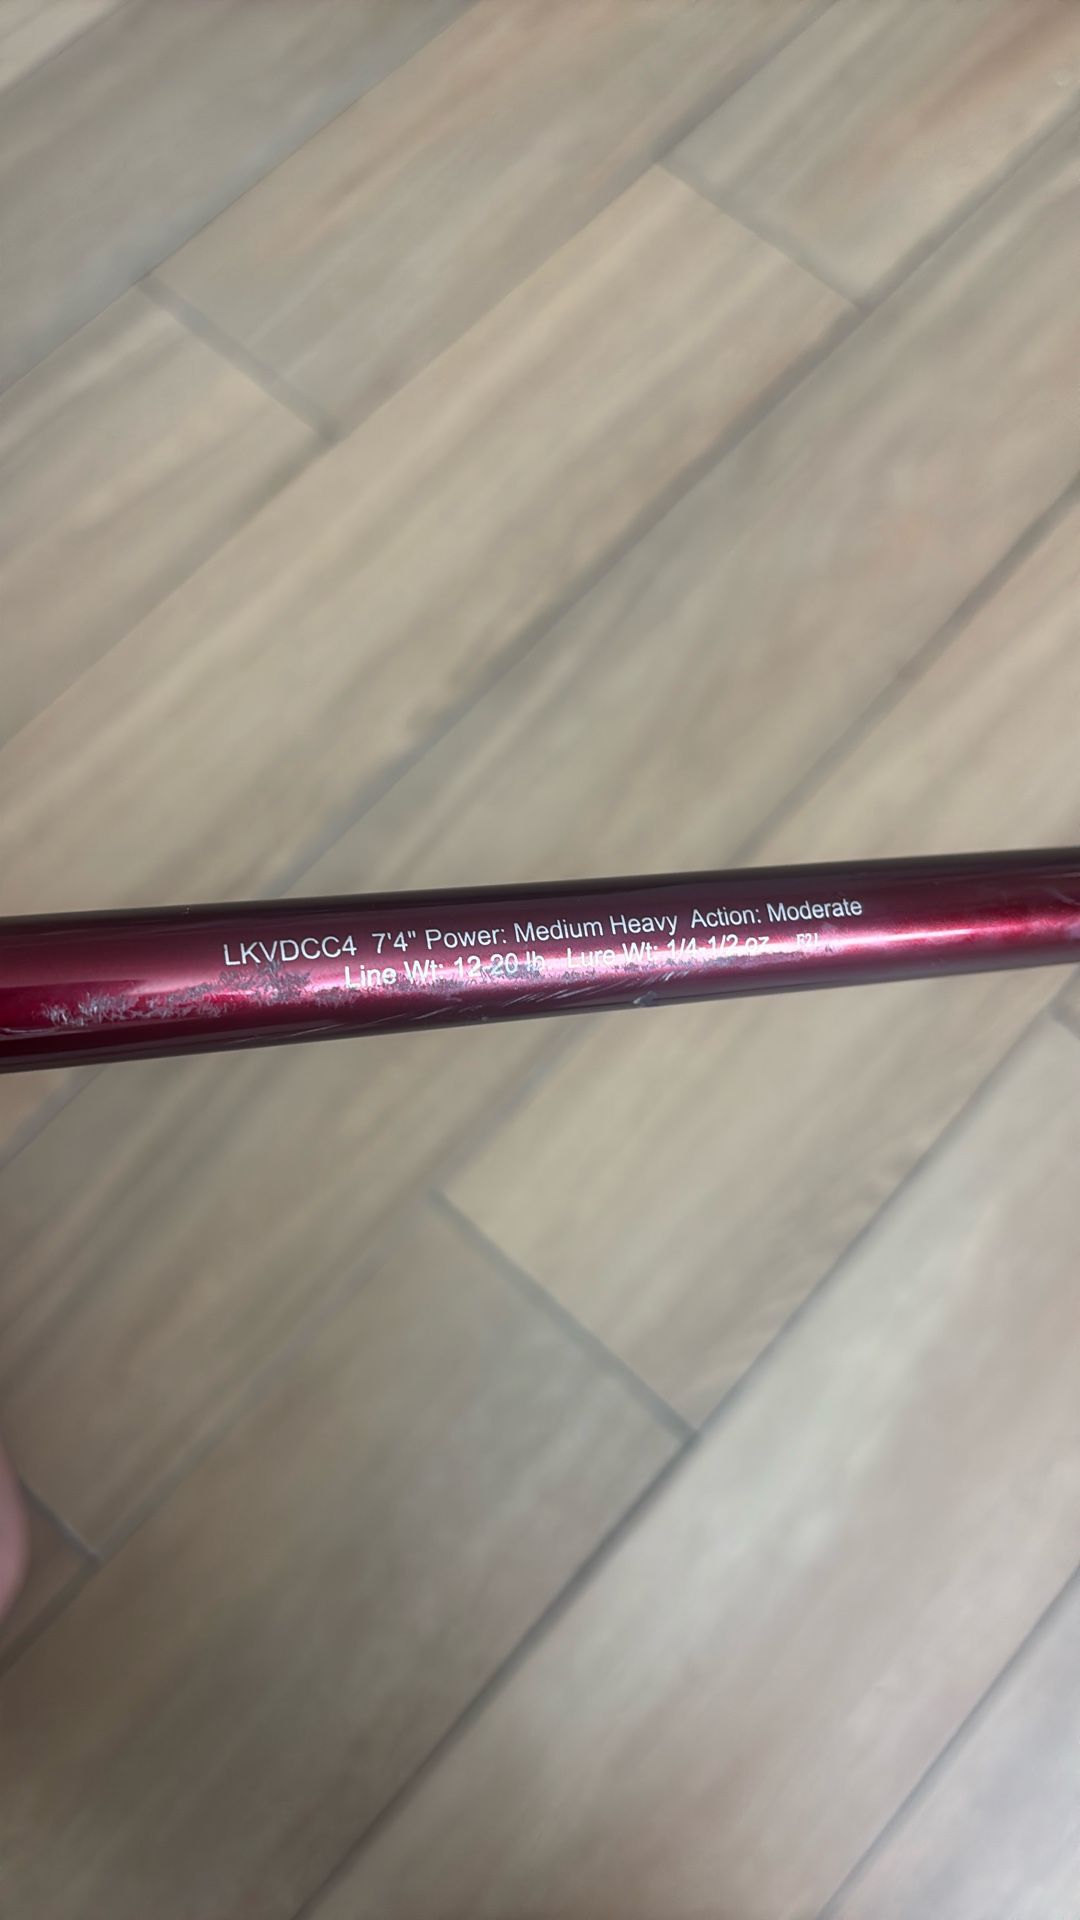 LKVDCC4 7'4" Power: Medium Heavy Action: Moderate
Line Wt: 12-20 lb Lure Wt: 1/4-1/2 oz F21